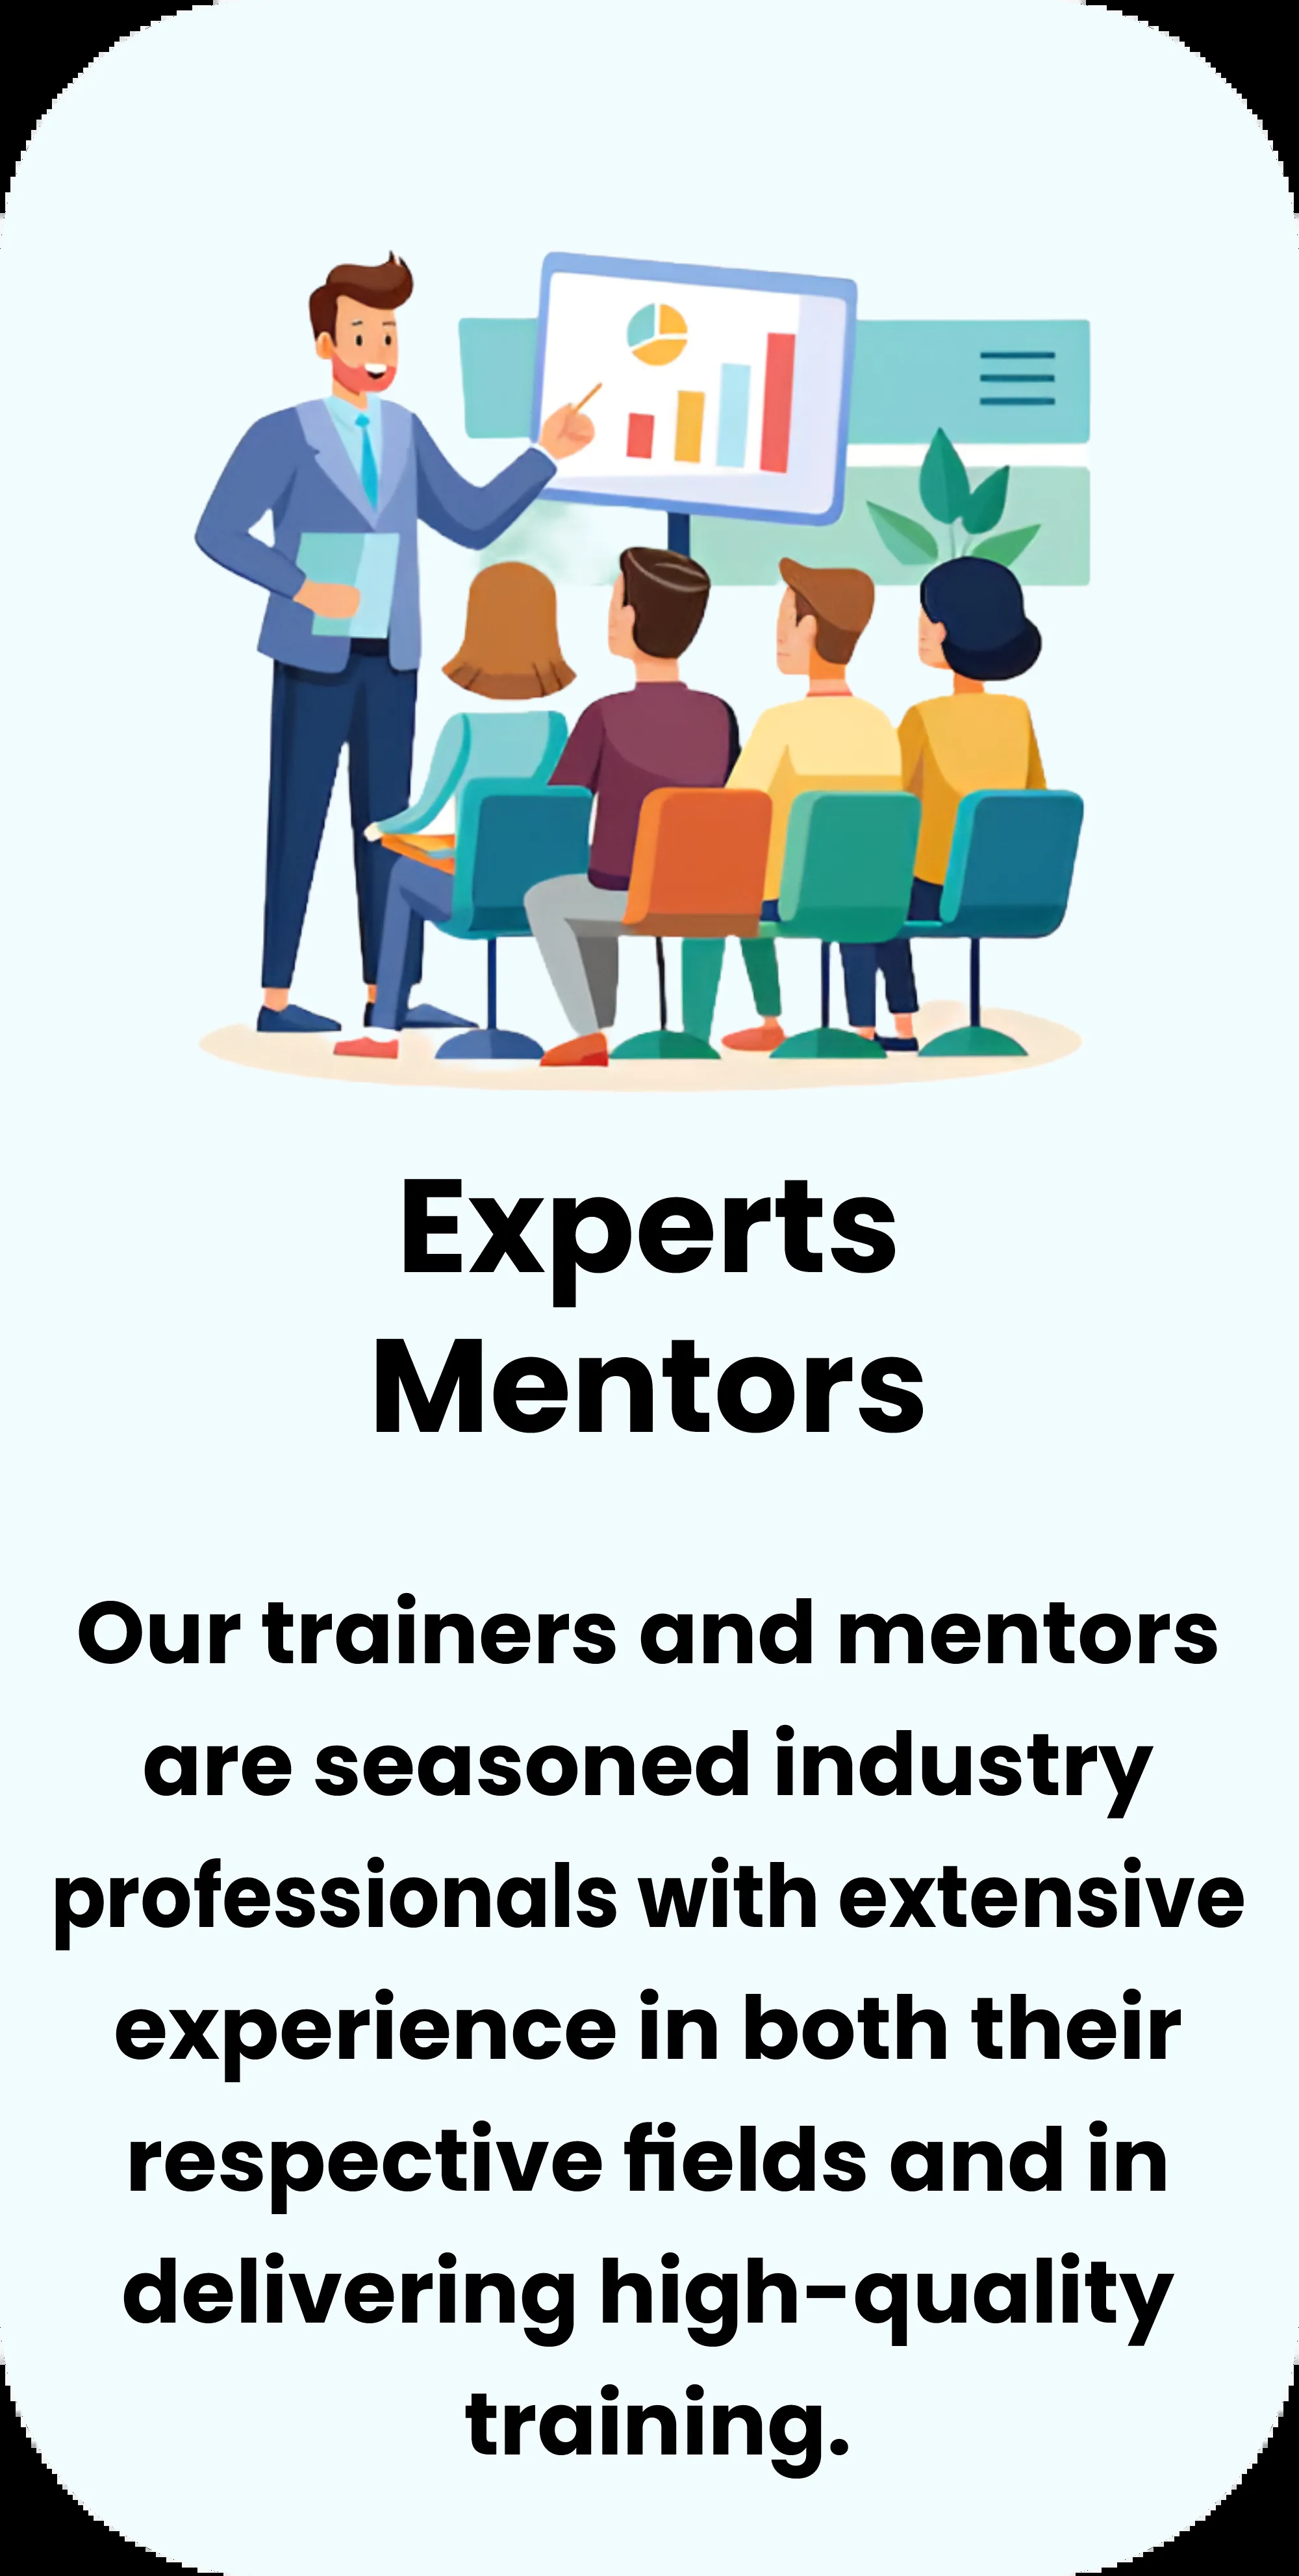 Experts
Mentors
Our trainers and mentors
are seasoned industry
professionals with extensive
experience in both their
respective fields and in
delivering high-quality
training.